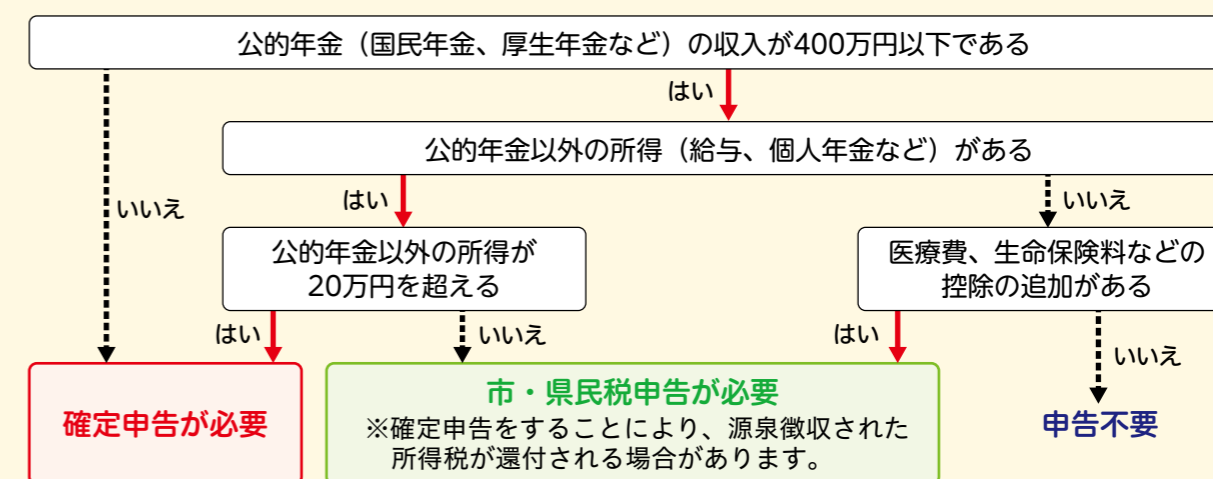 公的年金（国民年金、厚生年金など）の収入が400万円以下である
はい
公的年金以外の所得（給与、個人年金など）がある
いいえ
はい
いいえ
公的年金以外の所得が
20万円を超える
医療費、生命保険料などの
控除の追加がある
はい
いいえ
はい
いいえ
確定申告が必要
市・県民税申告が必要
※確定申告をすることにより、源泉徴収された
所得税が還付される場合があります。
申告不要